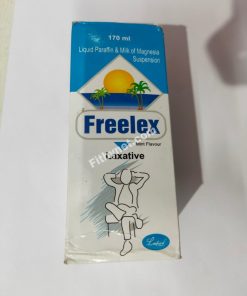 170 ml
Liquid Paraffin & Milk of Magnesia
Suspension
Freelex
Mint Flavour
Laxative